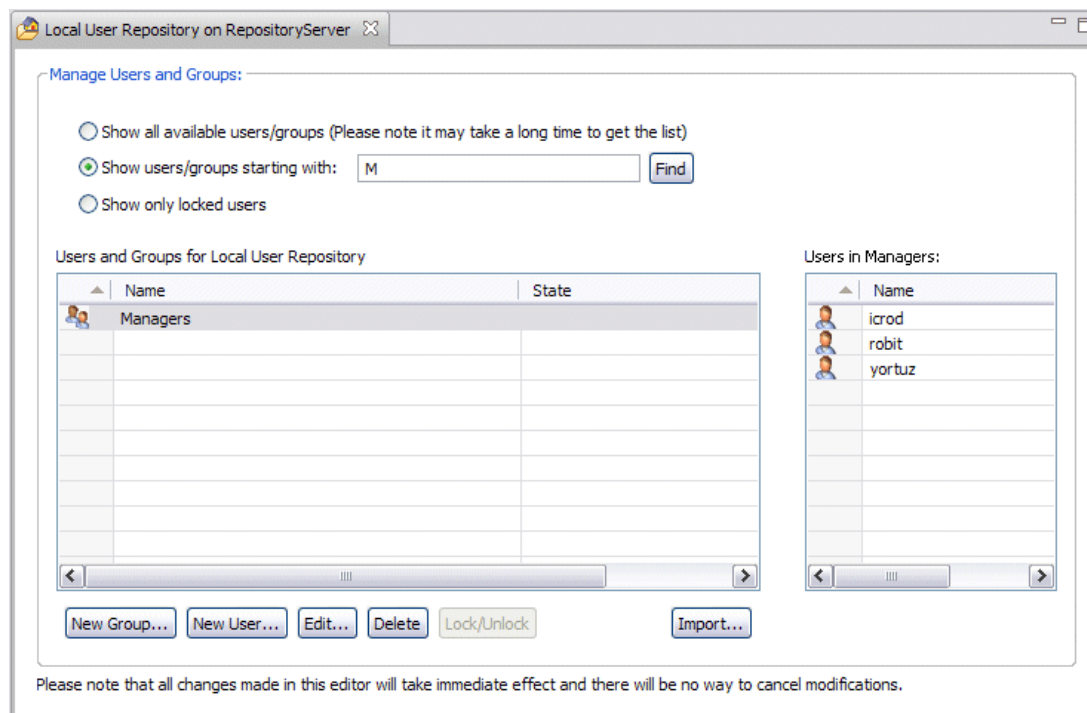 Local User Repository on RepositoryServer
Manage Users and Groups:
Show all available users/groups (Please note it may take a long time to get the list)
Show users/groups starting with: M Find
Show only locked users
Users and Groups for Local User Repository Users in Managers:
Name State Name
Managers icrod
robit
yortuz
New Group... New User... Edit... Delete Lock/Unlock Import...
Please note that all changes made in this editor will take immediate effect and there will be no way to cancel modifications.